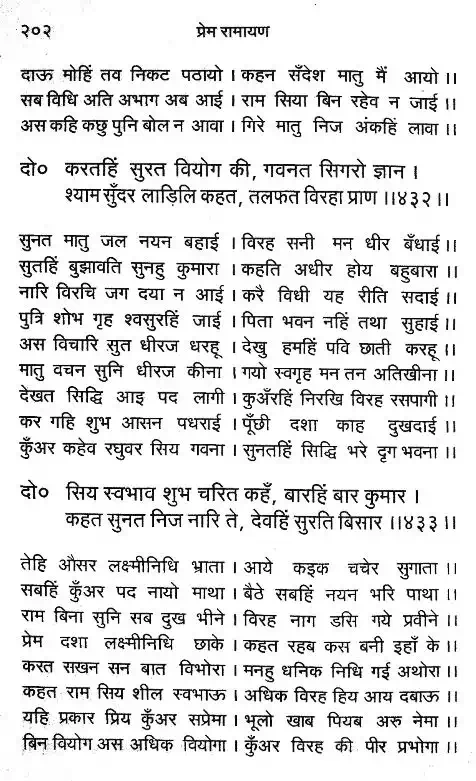 २०२ प्रेम रामायण
दाऊ मोहिं तव निकट पठायो । कहन सँदेश मातु मैं आयो ।।
सब विधि अति अभाग अब आई । राम सिया बिन रहेव न जाई ।।
अस कहि कछु पुनि बोल न आवा । गिरे मातु निज अंकहिं लावा ।।
दो० करतहिं सुरत वियोग की, गवनत सिगरो ज्ञान ।
श्याम सुँदर लाड़िलि कहत, तलफत विरहा प्राण ।।४३२।।
सुनत मातु जल नयन बहाई । विरह सनी मन धीर बँधाई ।।
सुतहिं बुझावति सुनहु कुमारा । कहति अधीर होय बहुबारा ।।
नारि विरचि जग दया न आई । करै विधी यह रीति सदाई ।।
पुत्रि शोभ गृह श्वसुरहिं जाई । पिता भवन नहिं तथा सुहाई ।।
अस विचारि सुत धीरज धरहू । देखु हमहिं पवि छाती करहू ।।
मातु वचन सुनि धीरज कीना । गयो स्वगृह मन तन अतिखीना ।।
देखत सिद्धि आइ पद लागी । कुअँरहिं निरखि विरह रसपागी ।।
कर गहि शुभ आसन पधराई । पूँछी दशा काह दुखदाई ।।
कुँअर कहेव रघुवर सिय गवना । सुनतहिं सिद्धि भरे दृग भवना ।।
दो० सिय स्वभाव शुभ चरित कहँ, बारहिं बार कुमार ।
कहत सुनत निज नारि ते, देवहिं सुरति बिसार ।।४३३।।
तेहि औसर लक्ष्मीनिधि भ्राता । आये कइक चचेर सुगाता ।।
सबहिं कुँअर पद नायो माथा । बैठे सबहिं नयन भरि पाथा ।।
राम बिना सुनि सब दुख भीने । विरह नाग डसि गये प्रवीने ।।
प्रेम दशा लक्ष्मीनिधि छाके । कहत रहब कस बनी इहाँ के ।।
करत सखन सन बात विभोरा । मनहु धनिक निधि गई अथोरा ।।
कहत राम सिय शील स्वभाऊ । अधिक विरह हिय आय दबाऊ ।।
यहि प्रकार प्रिय कुँअर सप्रेमा । भूलो खाब पियब अरु नेमा ।।
बिन वियोग अस अधिक वियोगा । कुँअर विरह की पीर प्रभोगा ।।